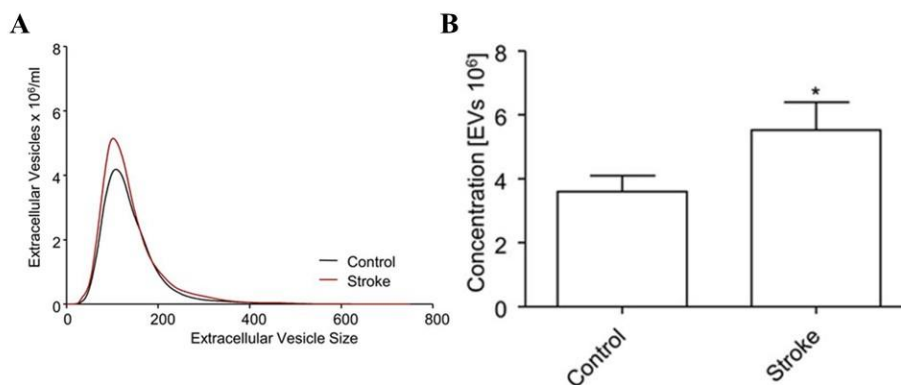 A
Extracellular Vesicles x 10⁶/ml
8
6
4
2
0
0 200 400 600 800
Extracellular Vesicle Size
Control
Stroke
B
Concentration [EVs 10⁶]
8
6
4
2
0
*
Control
Stroke